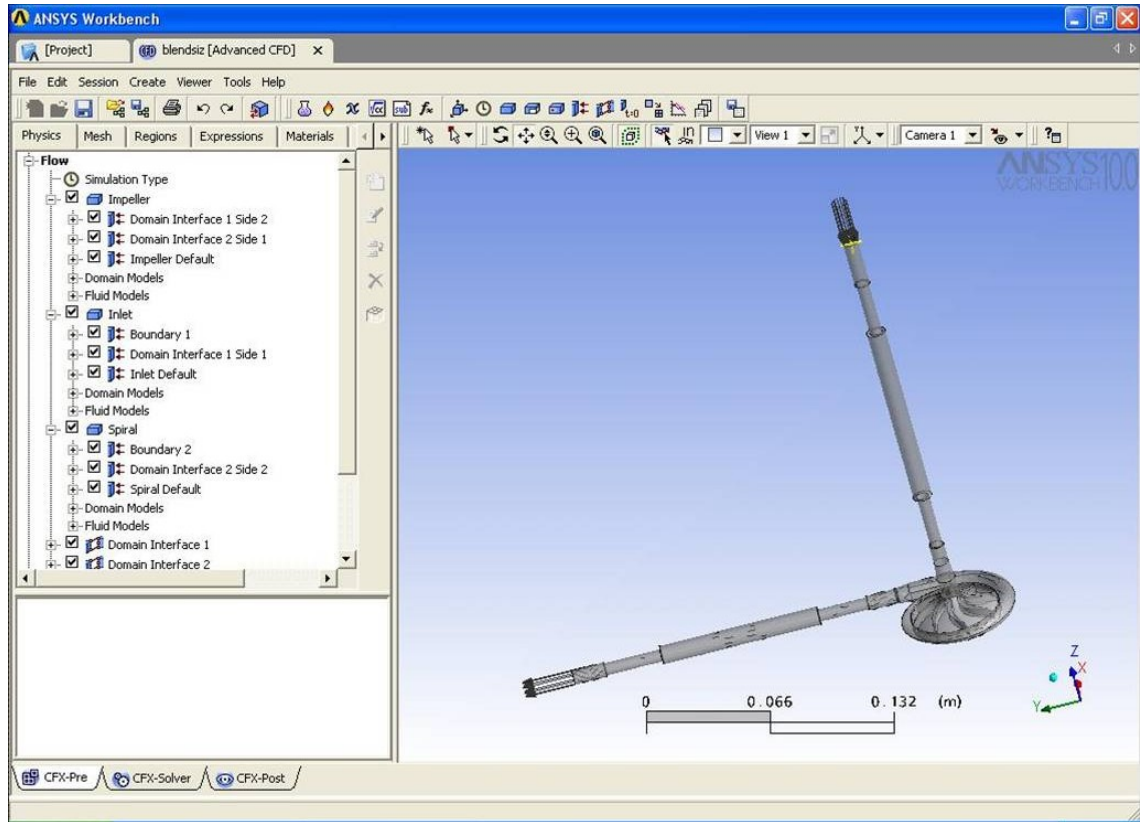 ANSYS Workbench
[Project] blendsiz [Advanced CFD] X
File Edit Session Create Viewer Tools Help
Physics Mesh Regions Expressions Materials
View 1 Camera 1
Flow
Simulation Type
Impeller
Domain Interface 1 Side 2
Domain Interface 2 Side 1
Impeller Default
Domain Models
Fluid Models
Inlet
Boundary 1
Domain Interface 1 Side 1
Inlet Default
Domain Models
Fluid Models
Spiral
Boundary 2
Domain Interface 2 Side 2
Spiral Default
Domain Models
Fluid Models
Domain Interface 1
Domain Interface 2
ANSYS 10.0
WORKBENCH
Z
X
Y
0 0.066 0.132 (m)
CFX-Pre CFX-Solver CFX-Post